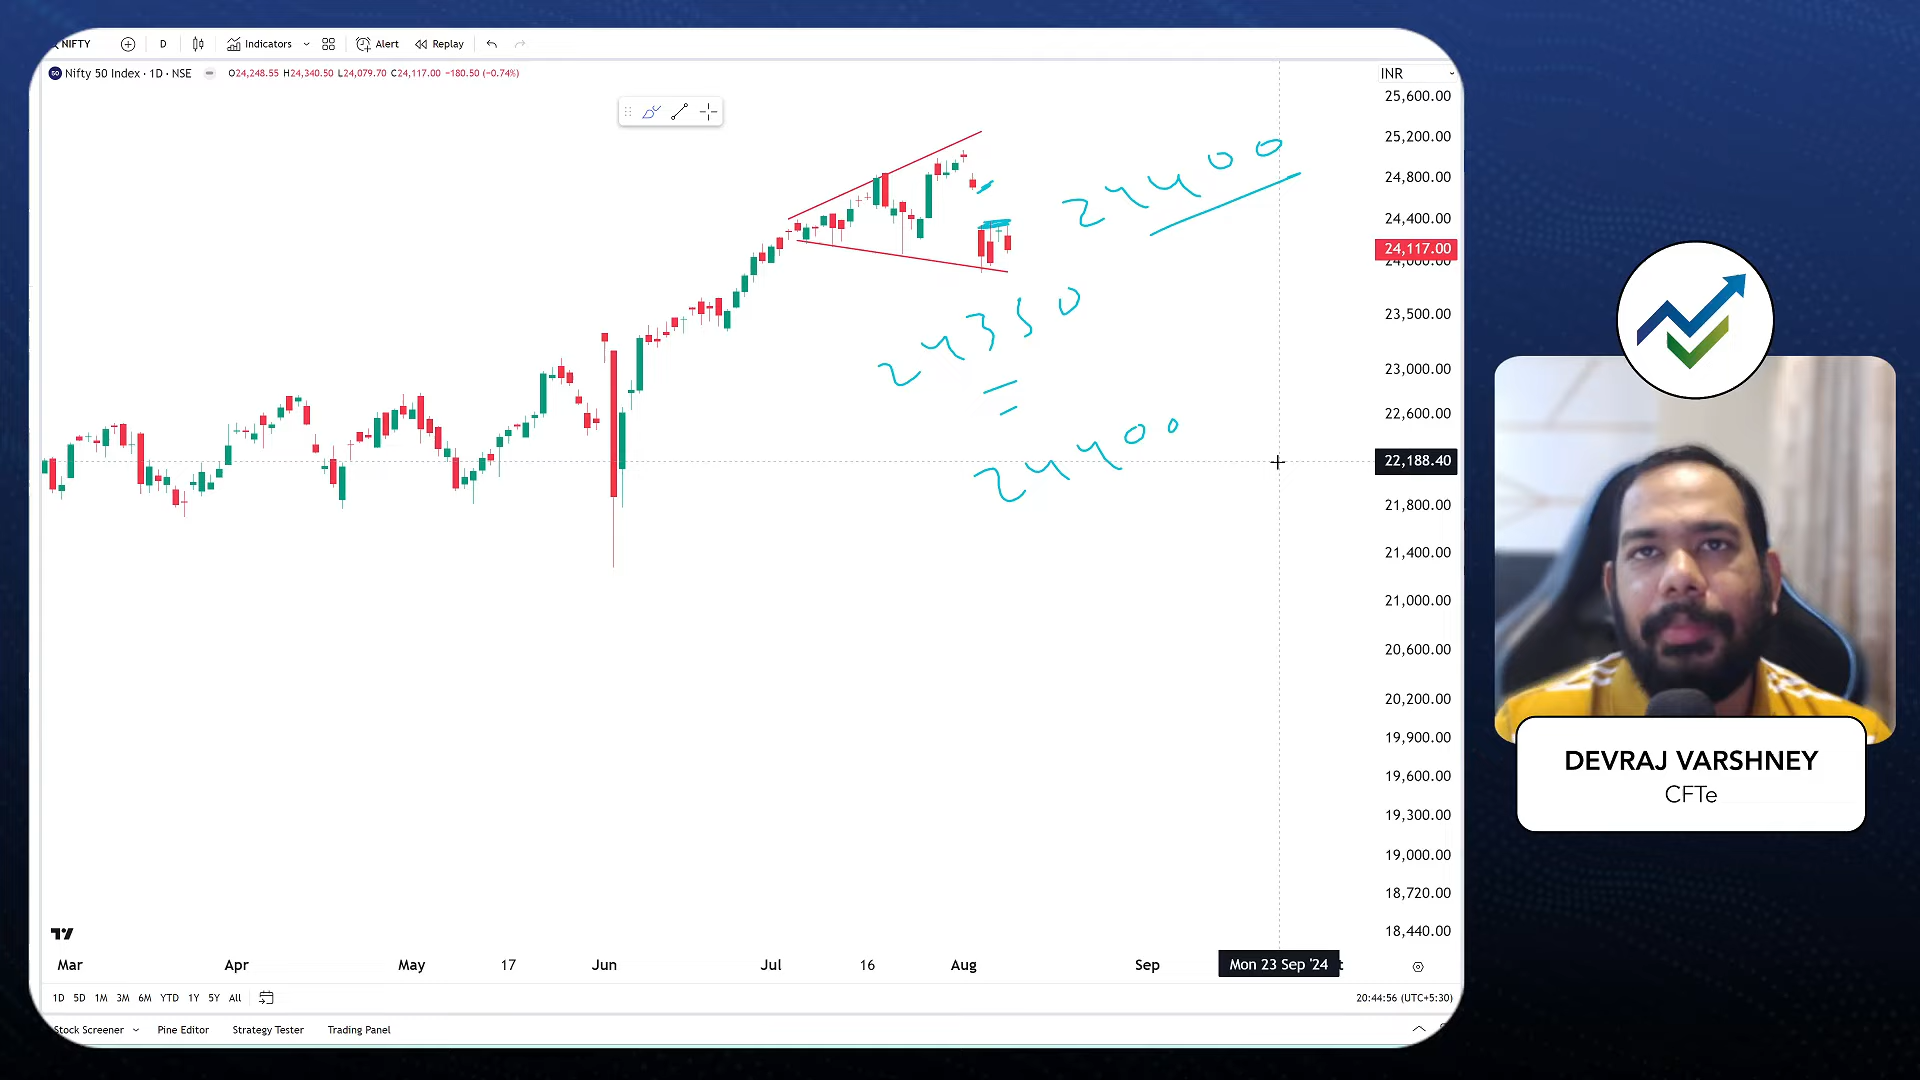 NIFTY D Indicators Alert Replay
Nifty 50 Index · 1D · NSE O24,248.55 H24,340.50 L24,079.70 C24,117.00 −180.50 (−0.74%)
INR
25,600.00
25,200.00
24,800.00
24,400.00
24,117.00
24,000.00
23,500.00
23,000.00
22,600.00
22,188.40
21,800.00
21,400.00
21,000.00
20,600.00
20,200.00
19,900.00
19,600.00
19,300.00
19,000.00
18,720.00
18,440.00
24400
24350
24400
Mar Apr May 17 Jun Jul 16 Aug Sep Mon 23 Sep '24
1D 5D 1M 3M 6M YTD 1Y 5Y All
20:44:56 (UTC+5:30)
Stock Screener Pine Editor Strategy Tester Trading Panel
DEVRAJ VARSHNEY
CFTe